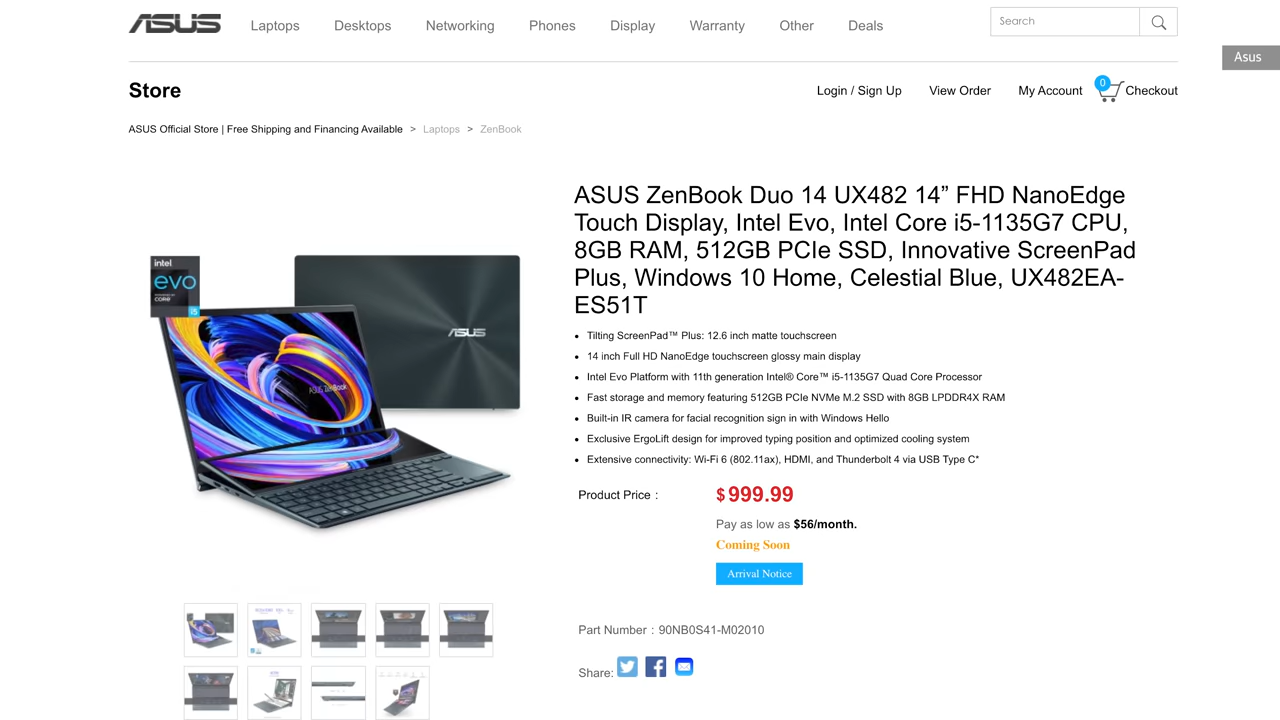 ASUS
Laptops
Desktops
Networking
Phones
Display
Warranty
Other
Deals
Search
Asus
Store
Login / Sign Up
View Order
My Account
0
Checkout
ASUS Official Store | Free Shipping and Financing Available > Laptops > ZenBook
ASUS ZenBook Duo 14 UX482 14” FHD NanoEdge
Touch Display, Intel Evo, Intel Core i5-1135G7 CPU,
8GB RAM, 512GB PCIe SSD, Innovative ScreenPad
Plus, Windows 10 Home, Celestial Blue, UX482EA-
ES51T
intel
evo
CORE
i5
ASUS
ASUS ZenBook
Tilting ScreenPad™ Plus: 12.6 inch matte touchscreen
14 inch Full HD NanoEdge touchscreen glossy main display
Intel Evo Platform with 11th generation Intel® Core™ i5-1135G7 Quad Core Processor
Fast storage and memory featuring 512GB PCIe NVMe M.2 SSD with 8GB LPDDR4X RAM
Built-in IR camera for facial recognition sign in with Windows Hello
Exclusive ErgoLift design for improved typing position and optimized cooling system
Extensive connectivity: Wi-Fi 6 (802.11ax), HDMI, and Thunderbolt 4 via USB Type C*
Product Price : $999.99
Pay as low as $56/month.
Coming Soon
Arrival Notice
Part Number : 90NB0S41-M02010
Share: